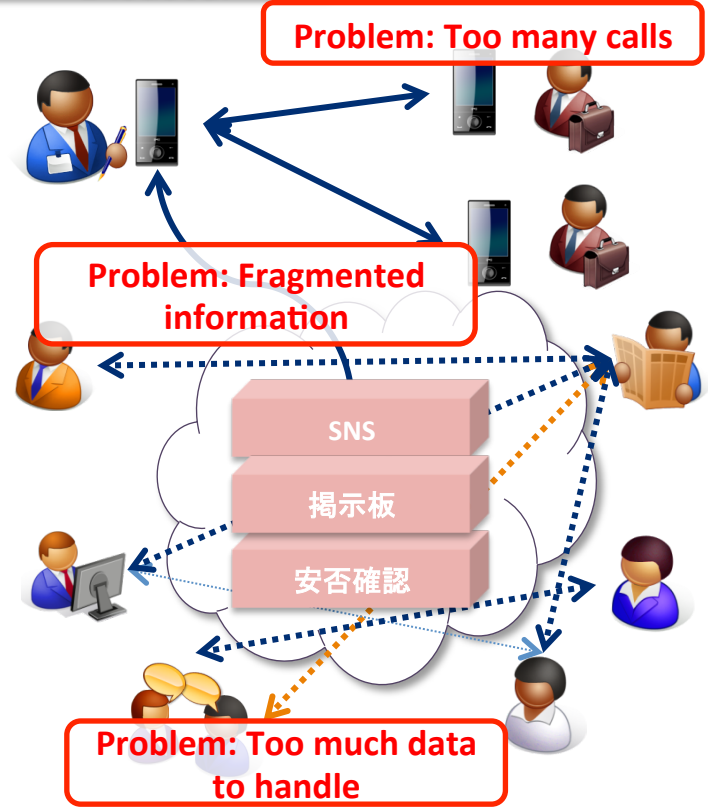 Problem: Too many calls
Problem: Fragmented
information
SNS
掲示板
安否確認
Problem: Too much data
to handle